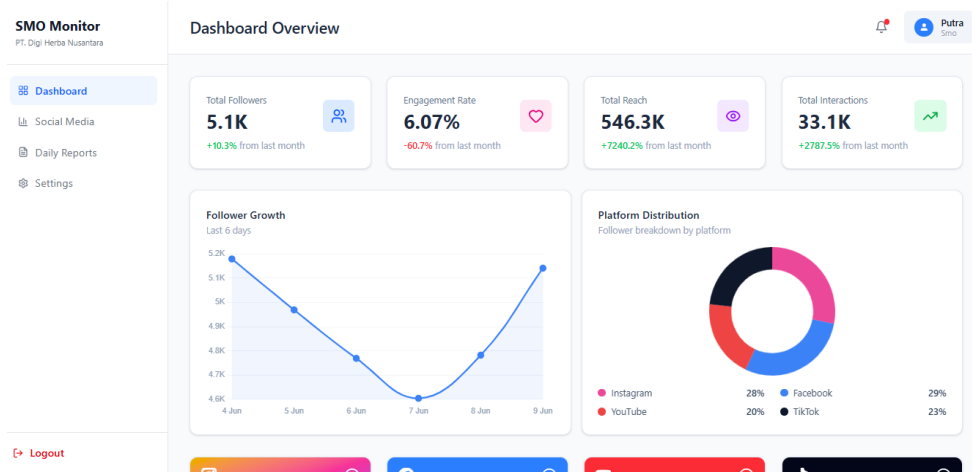 SMO Monitor
PT. Digi Herba Nusantara
Dashboard
Social Media
Daily Reports
Settings
Logout
Dashboard Overview
Putra
Smo
Total Followers
5.1K
+10.3% from last month
Engagement Rate
6.07%
-60.7% from last month
Total Reach
546.3K
+7240.2% from last month
Total Interactions
33.1K
+2787.5% from last month
Follower Growth
Last 6 days
5.2K
5.1K
5K
4.9K
4.8K
4.7K
4.6K
4 Jun 5 Jun 6 Jun 7 Jun 8 Jun 9 Jun
Platform Distribution
Follower breakdown by platform
Instagram 28% Facebook 29%
YouTube 20% TikTok 23%